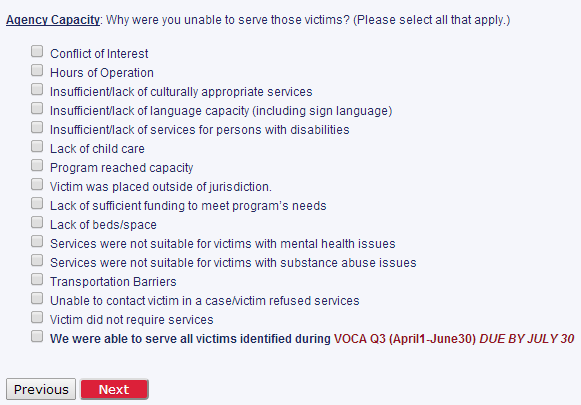 Agency Capacity: Why were you unable to serve those victims? (Please select all that apply.)
Conflict of Interest
Hours of Operation
Insufficient/lack of culturally appropriate services
Insufficient/lack of language capacity (including sign language)
Insufficient/lack of services for persons with disabilities
Lack of child care
Program reached capacity
Victim was placed outside of jurisdiction.
Lack of sufficient funding to meet program's needs
Lack of beds/space
Services were not suitable for victims with mental health issues
Services were not suitable for victims with substance abuse issues
Transportation Barriers
Unable to contact victim in a case/victim refused services
Victim did not require services
We were able to serve all victims identified during VOCA Q3 (April1-June30) DUE BY JULY 30
Previous Next